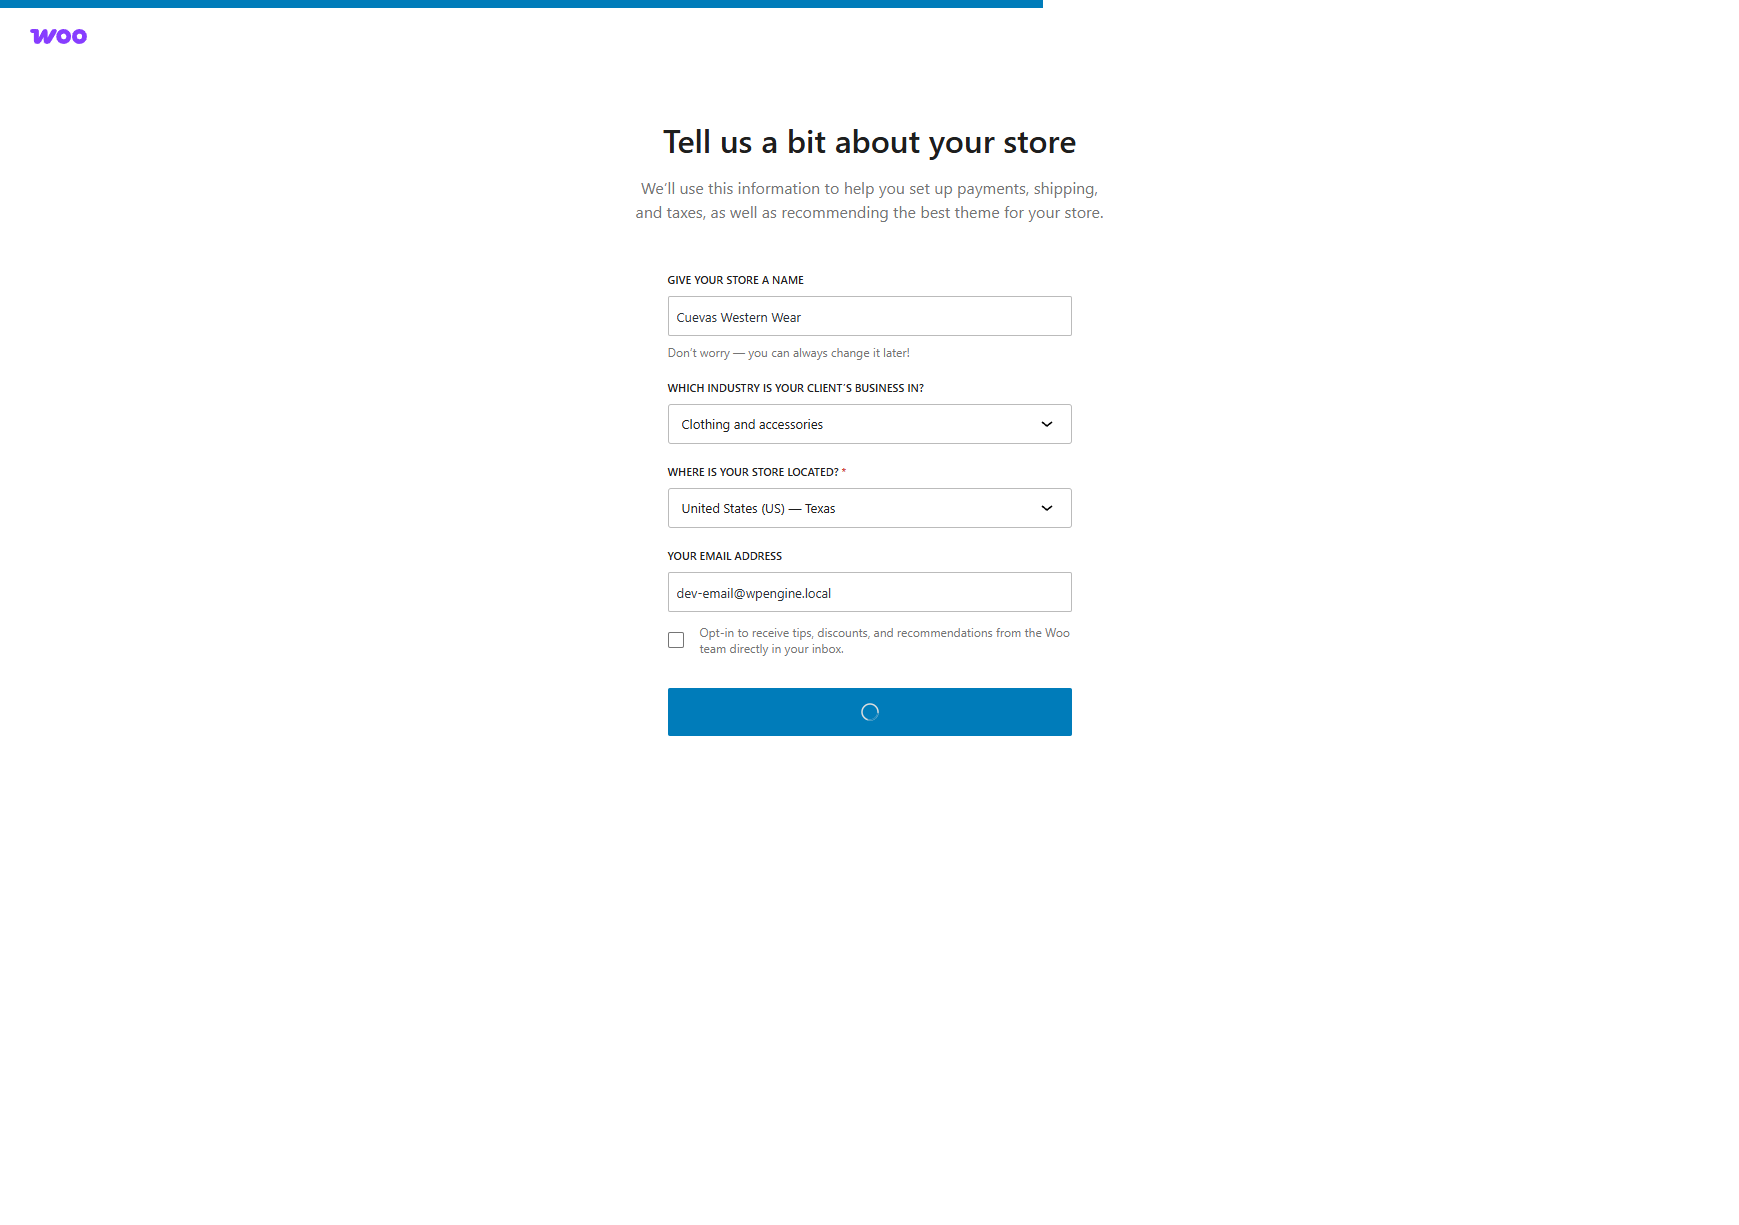 woo
Tell us a bit about your store
We’ll use this information to help you set up payments, shipping,
and taxes, as well as recommending the best theme for your store.
GIVE YOUR STORE A NAME
Cuevas Western Wear
Don’t worry — you can always change it later!
WHICH INDUSTRY IS YOUR CLIENT’S BUSINESS IN?
Clothing and accessories
WHERE IS YOUR STORE LOCATED? *
United States (US) — Texas
YOUR EMAIL ADDRESS
dev-email@wpengine.local
Opt-in to receive tips, discounts, and recommendations from the Woo
team directly in your inbox.